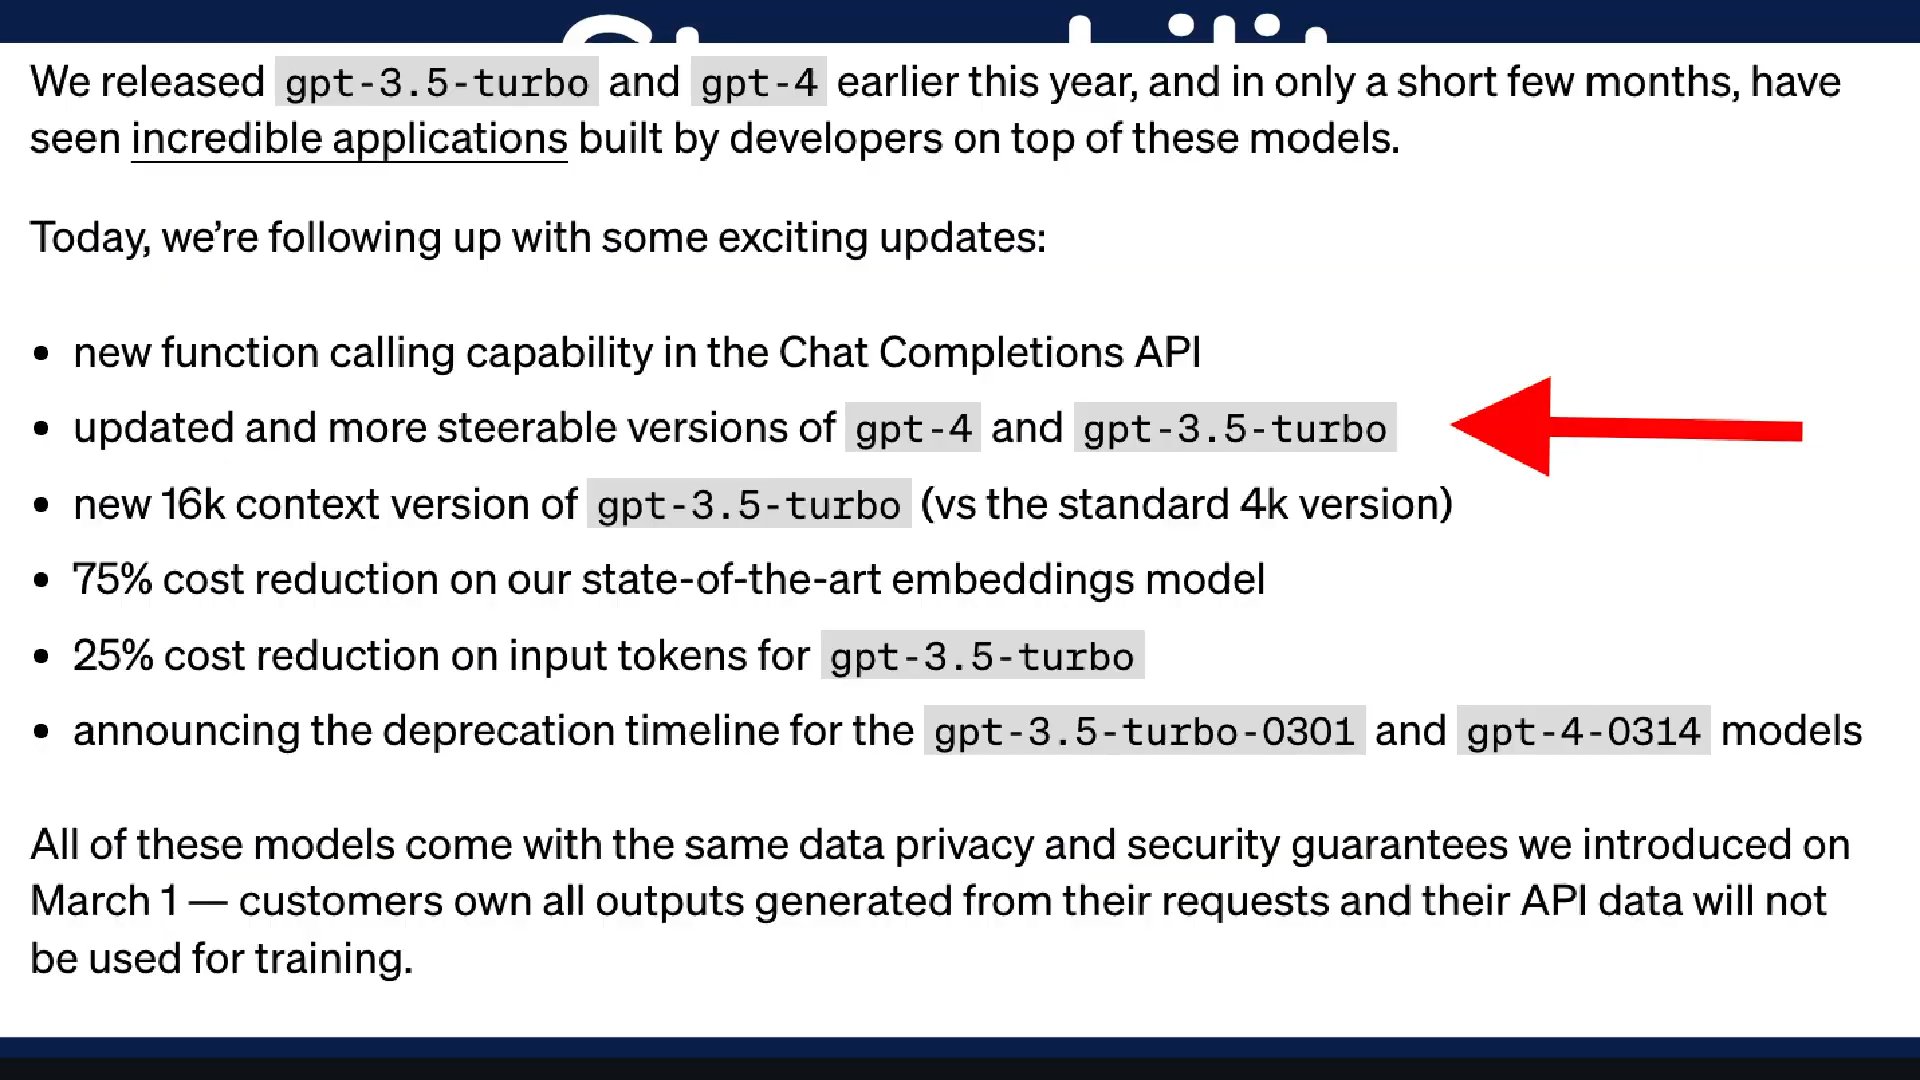 We released gpt-3.5-turbo and gpt-4 earlier this year, and in only a short few months, have
seen incredible applications built by developers on top of these models.
Today, we’re following up with some exciting updates:
• new function calling capability in the Chat Completions API
• updated and more steerable versions of gpt-4 and gpt-3.5-turbo
• new 16k context version of gpt-3.5-turbo (vs the standard 4k version)
• 75% cost reduction on our state-of-the-art embeddings model
• 25% cost reduction on input tokens for gpt-3.5-turbo
• announcing the deprecation timeline for the gpt-3.5-turbo-0301 and gpt-4-0314 models
All of these models come with the same data privacy and security guarantees we introduced on
March 1 — customers own all outputs generated from their requests and their API data will not
be used for training.